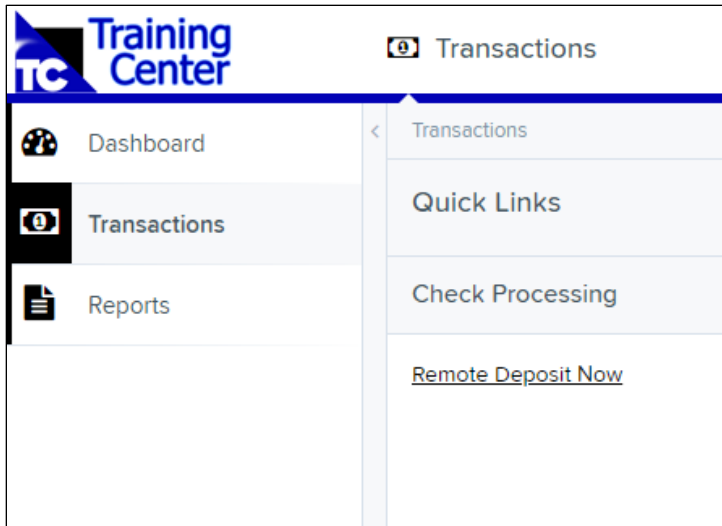 Training
Center
TC
Transactions
Dashboard
Transactions
Reports
Transactions
Quick Links
Check Processing
Remote Deposit Now